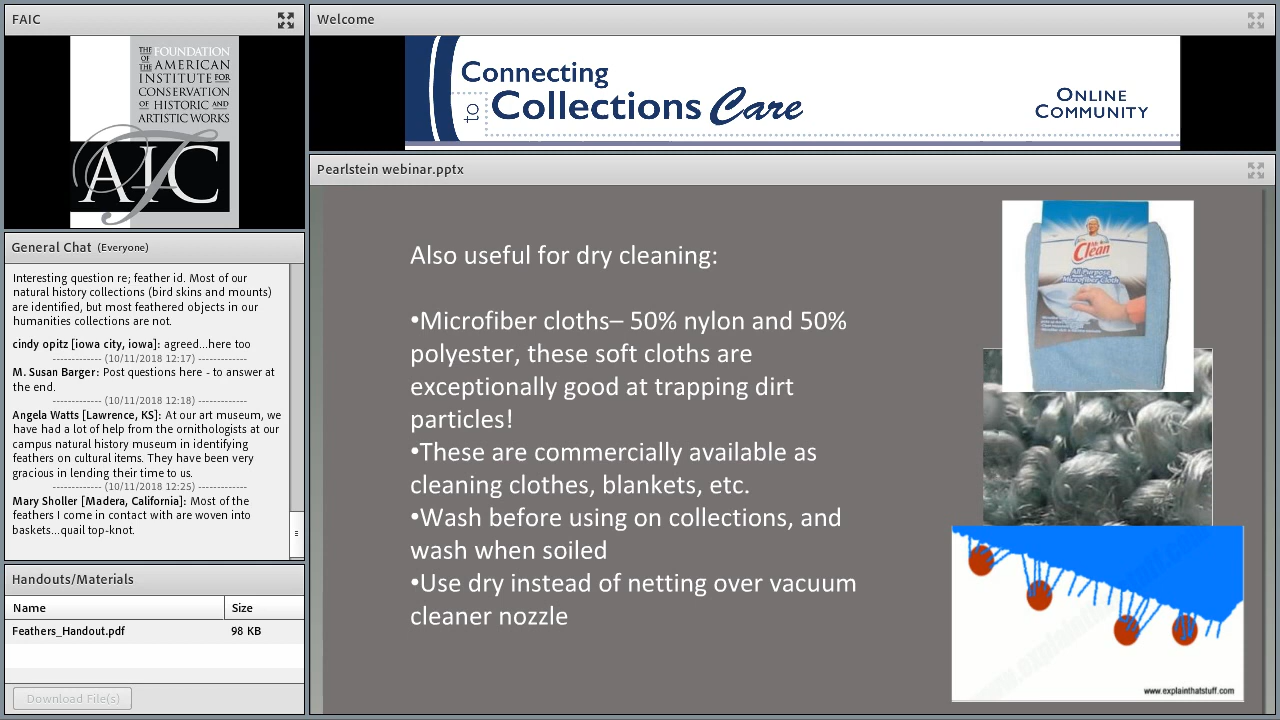 FAIC
THE FOUNDATION
OF THE AMERICAN
INSTITUTE FOR
CONSERVATION
OF HISTORIC AND
ARTISTIC WORKS
AIC
General Chat (Everyone)
Interesting question re; feather id. Most of our
natural history collections (bird skins and mounts)
are identified, but most feathered objects in our
humanities collections are not.
cindy opitz [iowa city, iowa]: agreed...here too
------------- (10/11/2018 12:17) -------------
M. Susan Barger: Post questions here - to answer at
the end.
------------- (10/11/2018 12:18) -------------
Angela Watts [Lawrence, KS]: At our art museum, we
have had a lot of help from the ornithologists at our
campus natural history museum in identifying
feathers on cultural items. They have been very
gracious in lending their time to us.
------------- (10/11/2018 12:25) -------------
Mary Sholler [Madera, California]: Most of the
feathers I come in contact with are woven into
baskets...quail top-knot.
Handouts/Materials
Name Size
Feathers_Handout.pdf 98 KB
Download File(s)
Welcome
Connecting
to Collections Care
ONLINE
COMMUNITY
Pearlstein webinar.pptx
Also useful for dry cleaning:
•Microfiber cloths– 50% nylon and 50%
polyester, these soft cloths are
exceptionally good at trapping dirt
particles!
•These are commercially available as
cleaning clothes, blankets, etc.
•Wash before using on collections, and
wash when soiled
•Use dry instead of netting over vacuum
cleaner nozzle
Clean
All-Purpose
Microfiber Cloth
www.explainthatstuff.com